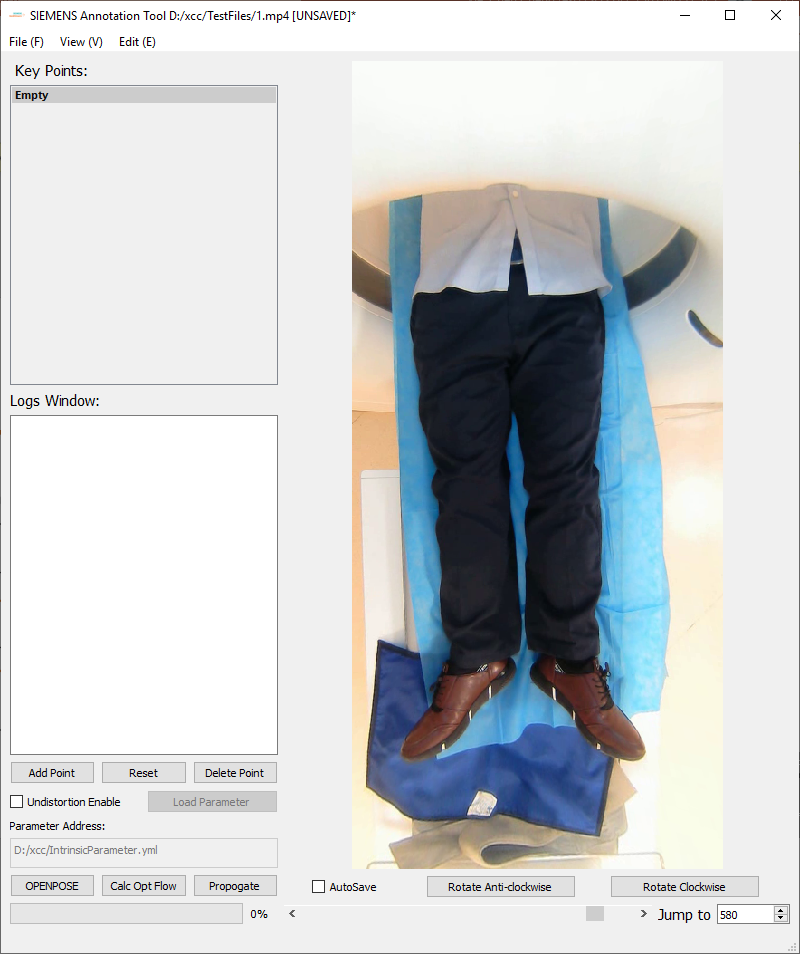 SIEMENS Annotation Tool D:/xcc/TestFiles/1.mp4 [UNSAVED]*
File (F) View (V) Edit (E)
Key Points:
Empty
Logs Window:
Add Point Reset Delete Point
Undistortion Enable Load Parameter
Parameter Address:
D:/xcc/IntrinsicParameter.yml
OPENPOSE Calc Opt Flow Propogate
0%
AutoSave Rotate Anti-clockwise Rotate Clockwise
Jump to 580